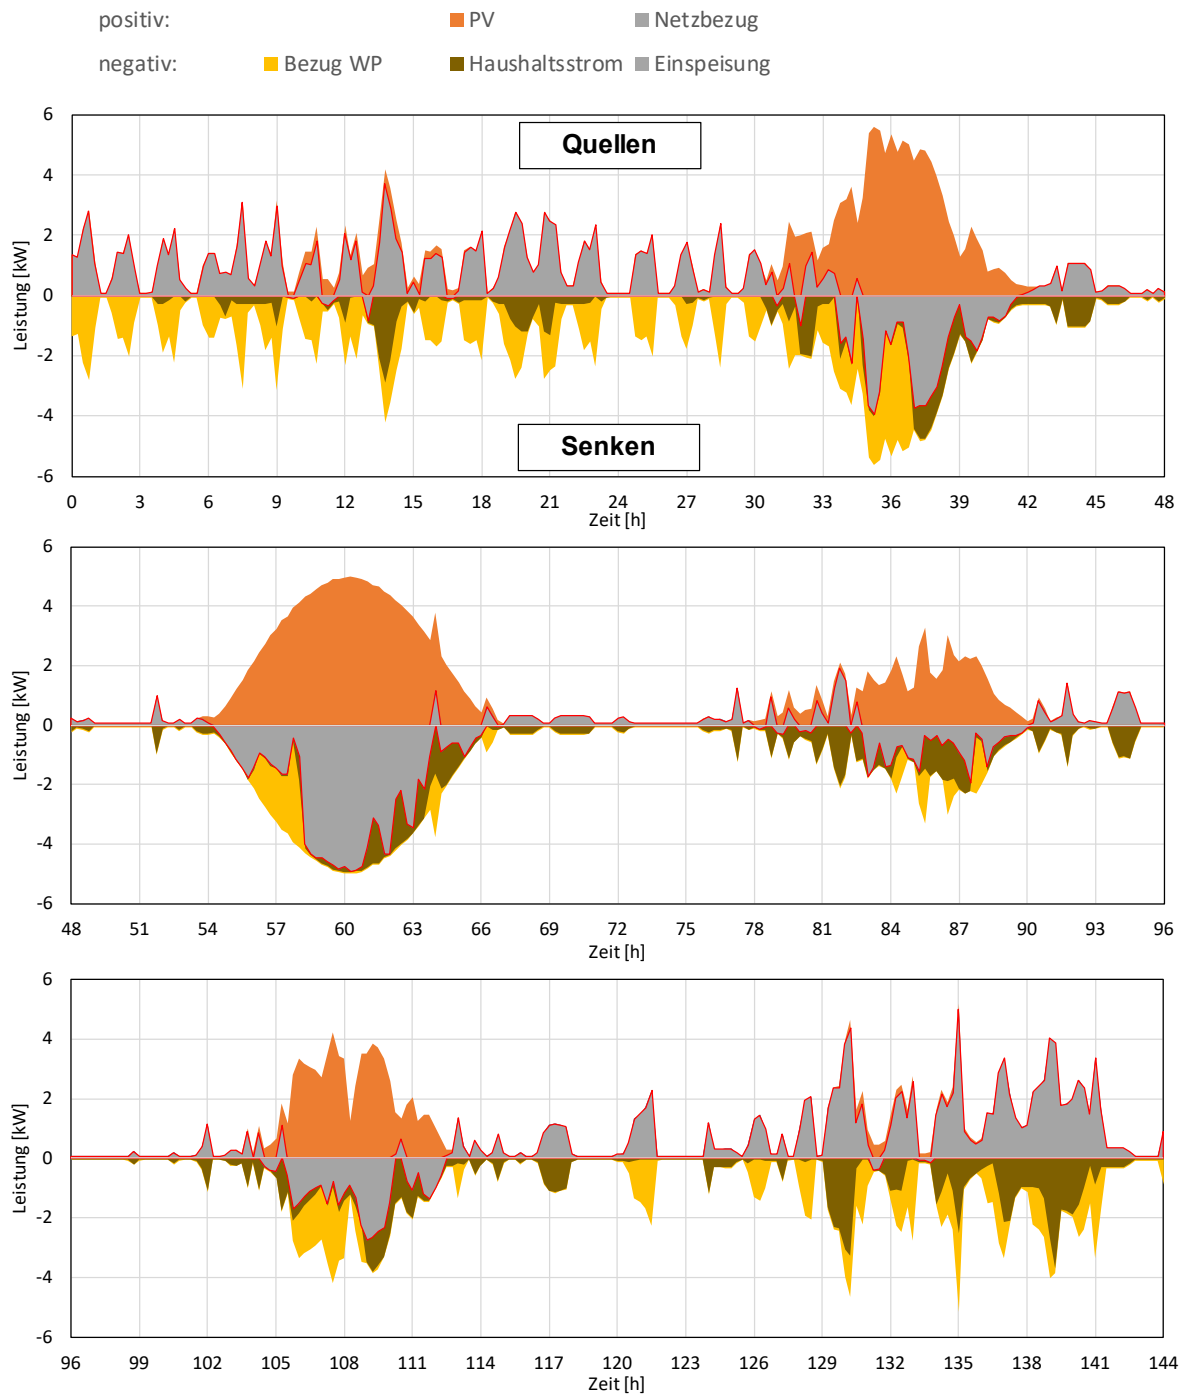 positiv: PV Netzbezug
negativ: Bezug WP Haushaltsstrom Einspeisung
6
4
2
0
-2
-4
-6
Leistung [kW]
Quellen
Senken
0 3 6 9 12 15 18 21 24 27 30 33 36 39 42 45 48
Zeit [h]
6
4
2
0
-2
-4
-6
Leistung [kW]
48 51 54 57 60 63 66 69 72 75 78 81 84 87 90 93 96
Zeit [h]
6
4
2
0
-2
-4
-6
Leistung [kW]
96 99 102 105 108 111 114 117 120 123 126 129 132 135 138 141 144
Zeit [h]